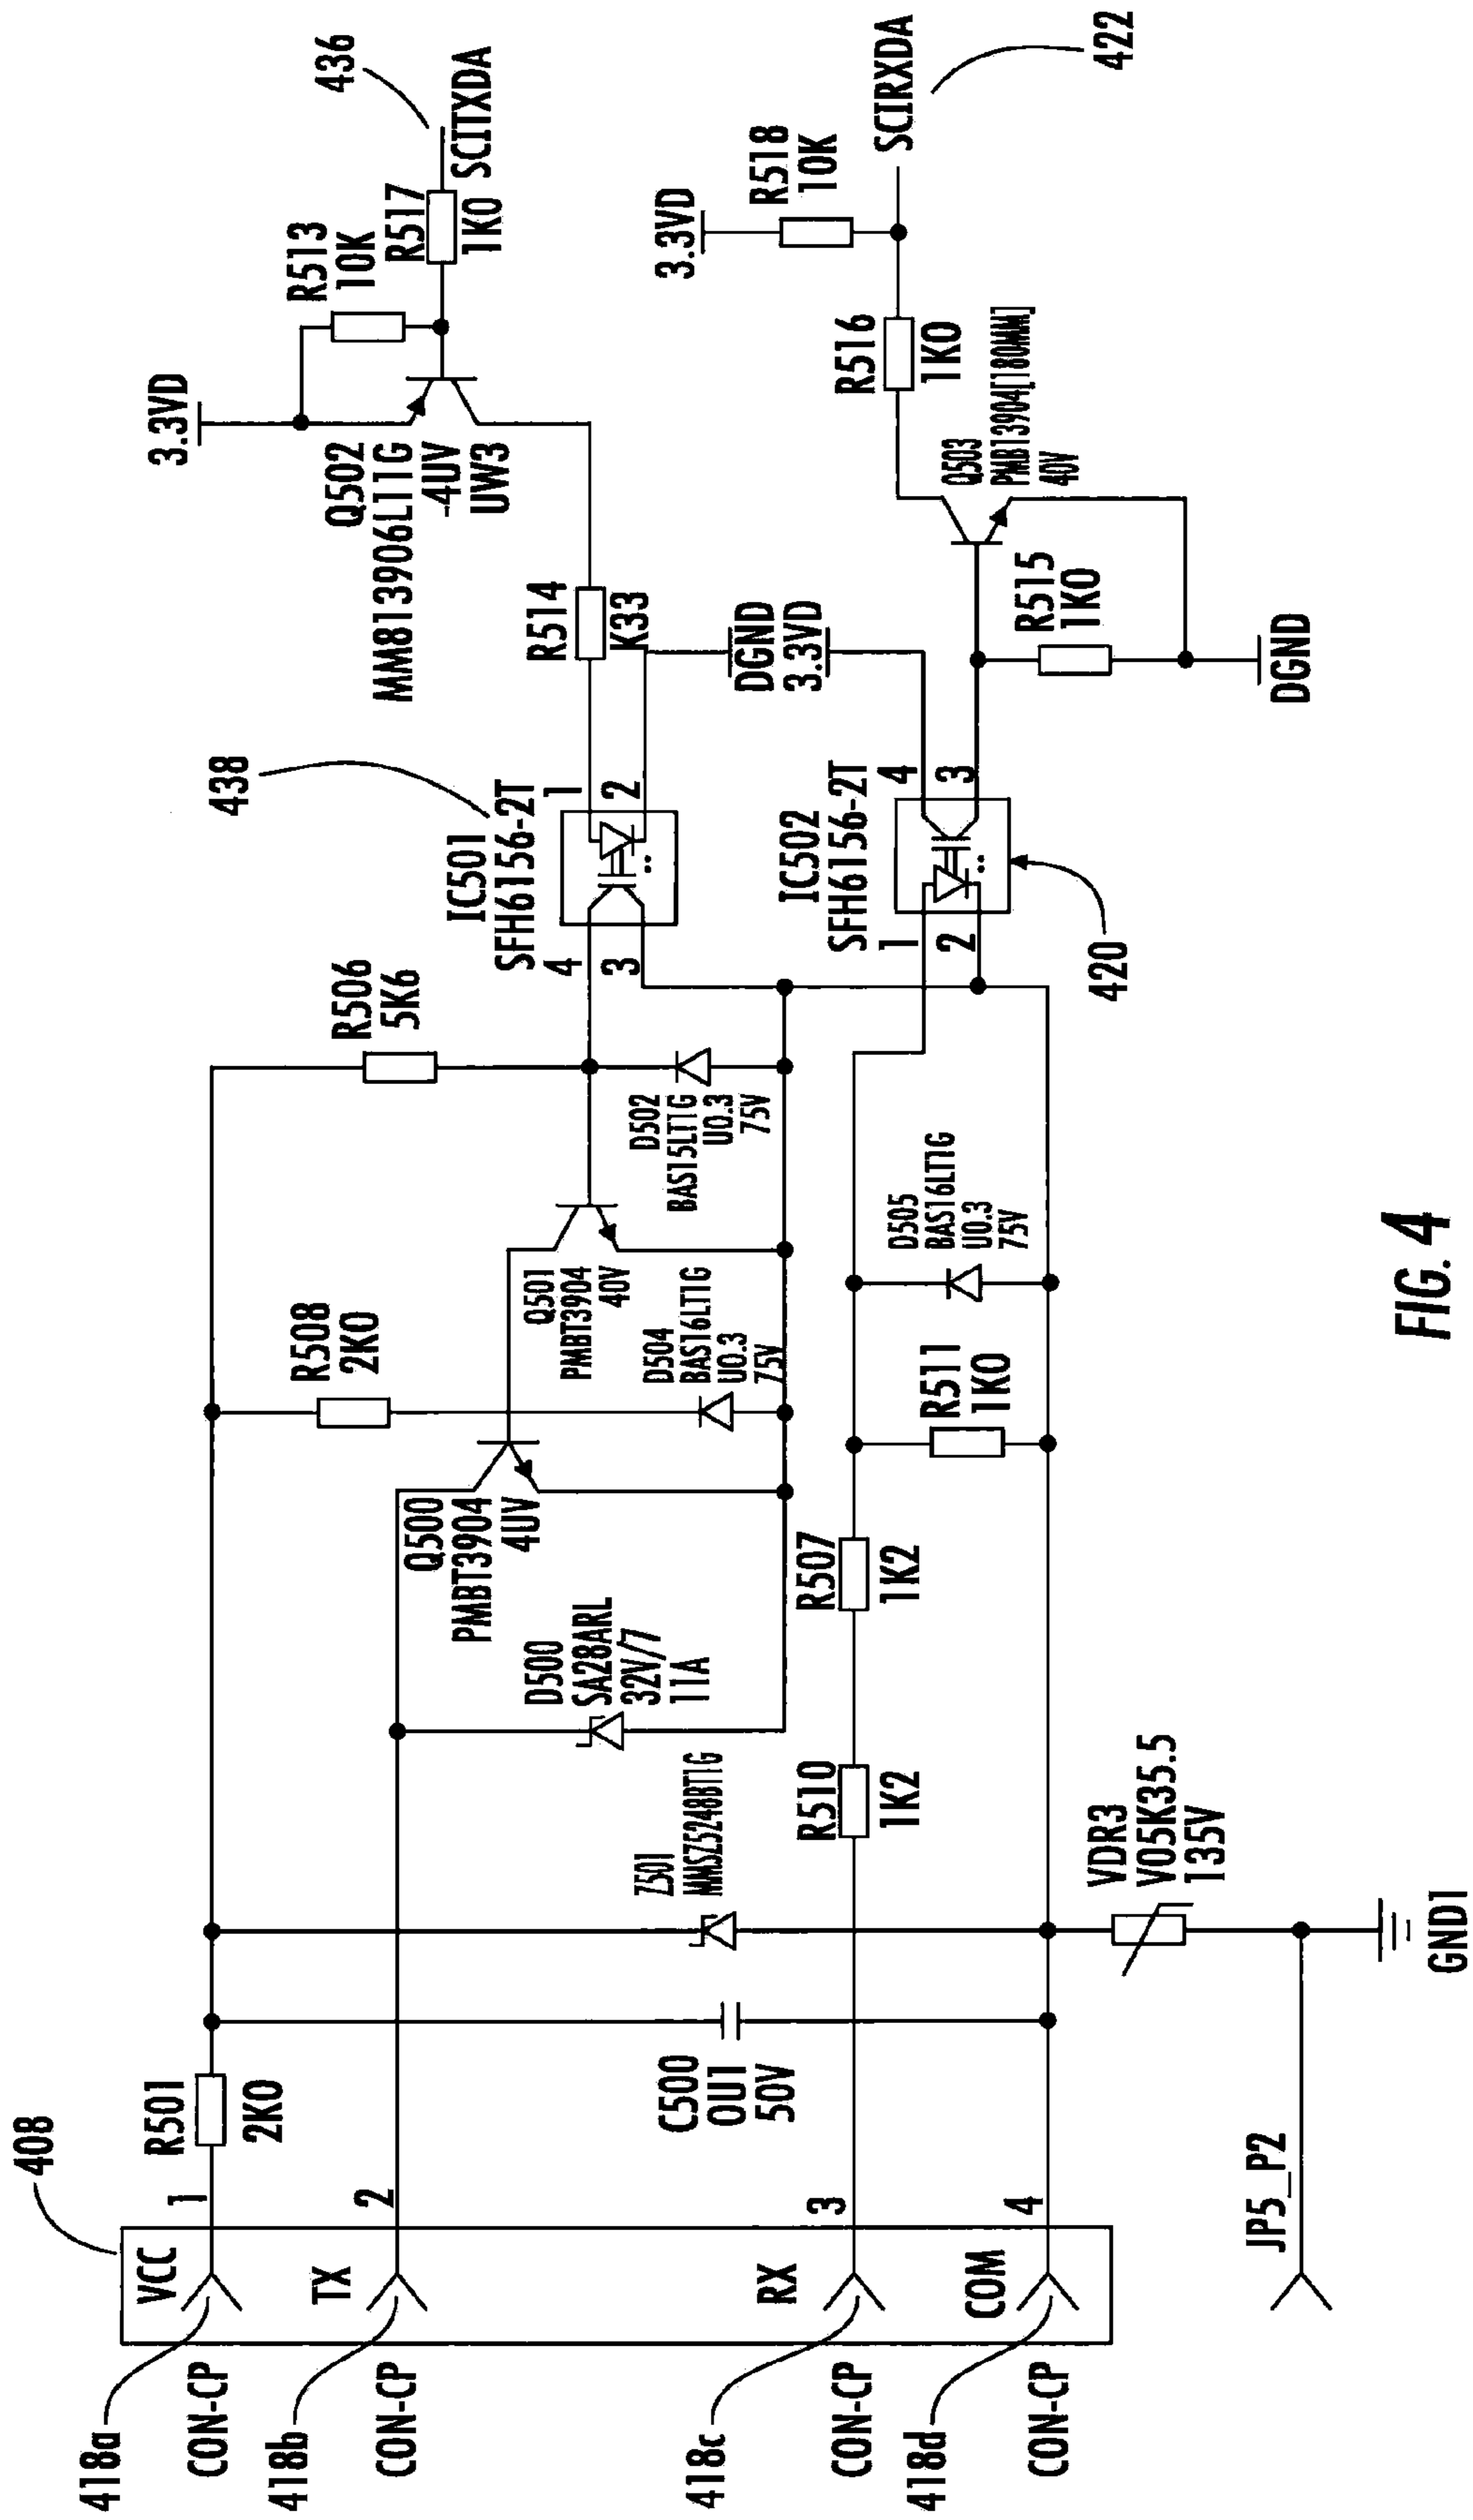 408
418a
418b
418c
418d
CON-CP
CON-CP
CON-CP
CON-CP
VCC
TX
RX
COM
1
2
3
4
R501
2K0
C500
0U1
50V
JP5_P2
Z501
MMSZ5248BT1G
VDR3
V05K35.5
135V
GND1
D500
SA28ARL
32V/7
11A
R510
1K2
R507
1K2
Q500
PMBT3904
4UV
R508
2K0
D504
BAS16LT1G
U0.3
75V
Q501
PMBT3904
40V
R511
1K0
D505
BAS16LT1G
U0.3
75V
D502
BAS15LT1G
U0.3
75V
R506
5K6
438
IC501
SFH6156-2T
4
3
1
2
IC502
SFH6156-2T
1
2
4
3
420
R514
K33
DGND
3.3VD
R515
1K0
DGND
3.3VD
Q502
MM813906LT1G
-4UV
UW3
R513
10K
R517
1K0
SCITXDA
436
Q503
PMBT3904[180MM]
40V
R516
1K0
3.3VD
R518
10K
SCIRXDA
422
FIG. 4